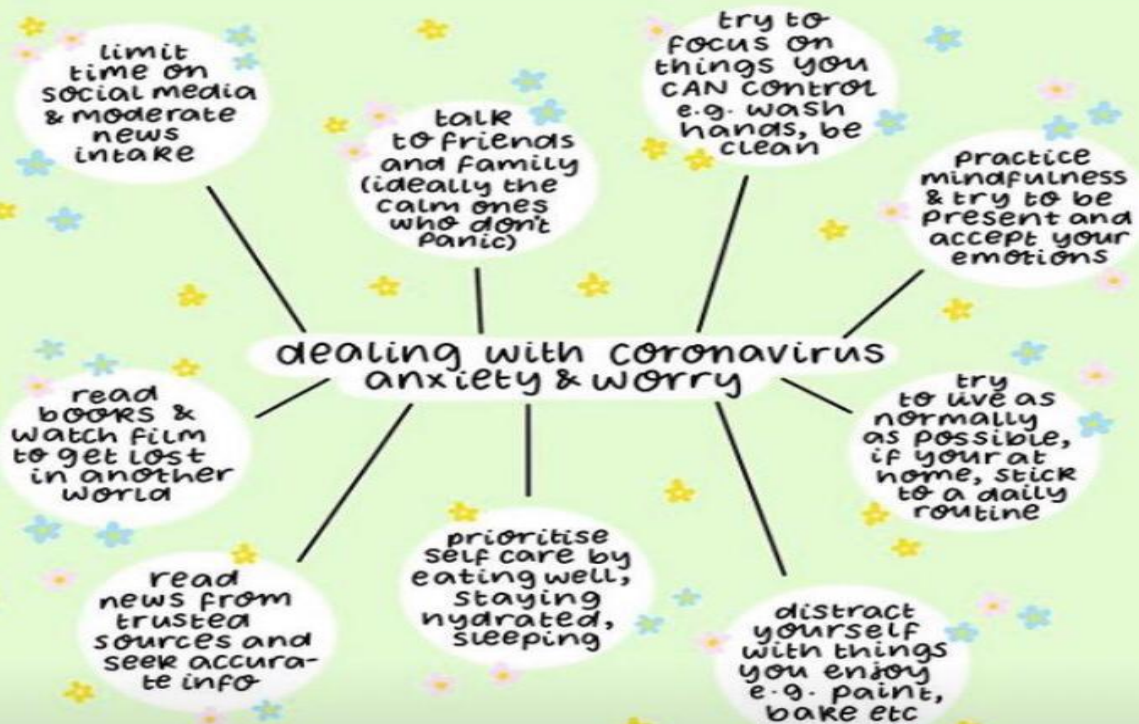 limit
time on
social media
& moderate
news
intake
talk
to friends
and family
(ideally the
calm ones
who don't
panic)
try to
focus on
things you
CAN control
e.g. wash
hands, be
clean
practice
mindfulness
& try to be
present and
accept your
emotions
dealing with coronavirus
anxiety & worry
read
books &
watch film
to get lost
in another
world
try
to live as
normally
as possible,
if your at
home, stick
to a daily
routine
read
news from
trusted
sources and
seek accura-
te info
prioritise
self care by
eating well,
staying
hydrated,
sleeping
distract
yourself
with things
you enjoy
e.g. paint,
bake etc